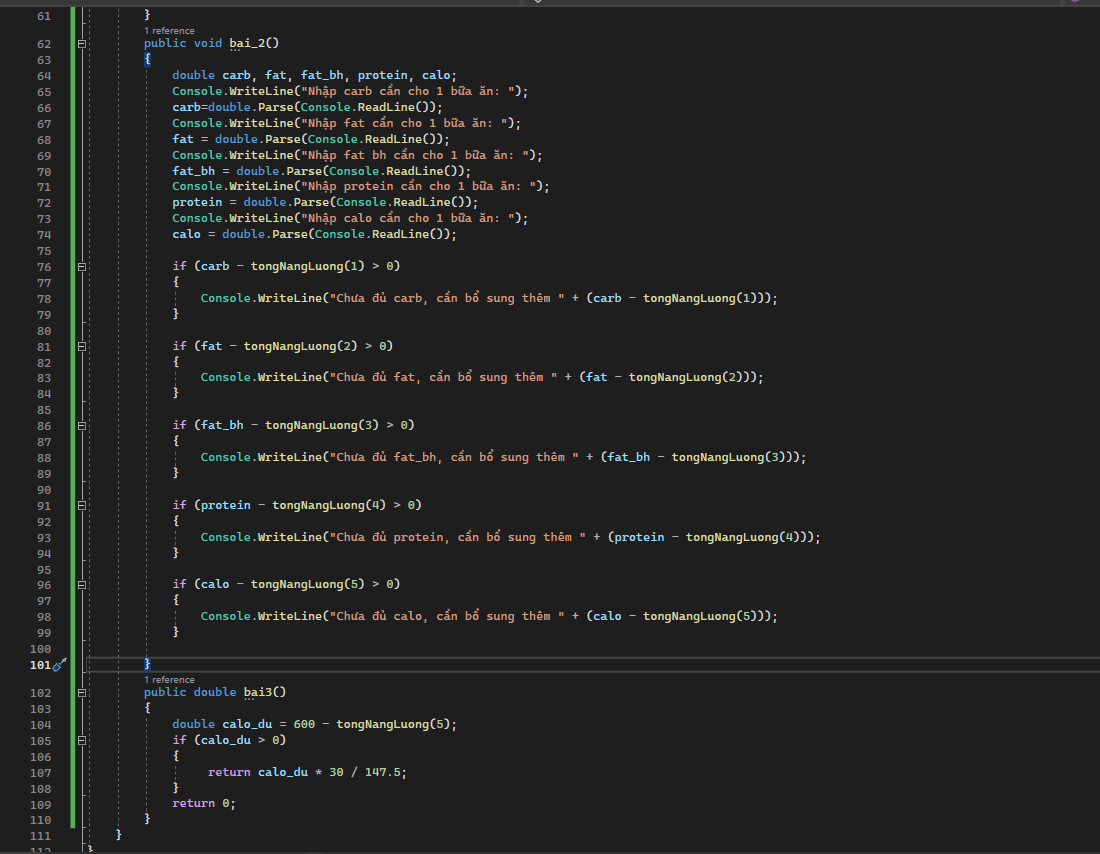 61 }
1 reference
62 public void bai_2()
63 {
64 double carb, fat, fat_bh, protein, calo;
65 Console.WriteLine("Nhập carb cần cho 1 bữa ăn: ");
66 carb=double.Parse(Console.ReadLine());
67 Console.WriteLine("Nhập fat cần cho 1 bữa ăn: ");
68 fat = double.Parse(Console.ReadLine());
69 Console.WriteLine("Nhập fat bh cần cho 1 bữa ăn: ");
70 fat_bh = double.Parse(Console.ReadLine());
71 Console.WriteLine("Nhập protein cần cho 1 bữa ăn: ");
72 protein = double.Parse(Console.ReadLine());
73 Console.WriteLine("Nhập calo cần cho 1 bữa ăn: ");
74 calo = double.Parse(Console.ReadLine());
75
76 if (carb - tongNangLuong(1) > 0)
77 {
78 Console.WriteLine("Chưa đủ carb, cần bổ sung thêm " + (carb - tongNangLuong(1)));
79 }
80
81 if (fat - tongNangLuong(2) > 0)
82 {
83 Console.WriteLine("Chưa đủ fat, cần bổ sung thêm " + (fat - tongNangLuong(2)));
84 }
85
86 if (fat_bh - tongNangLuong(3) > 0)
87 {
88 Console.WriteLine("Chưa đủ fat_bh, cần bổ sung thêm " + (fat_bh - tongNangLuong(3)));
89 }
90
91 if (protein - tongNangLuong(4) > 0)
92 {
93 Console.WriteLine("Chưa đủ protein, cần bổ sung thêm " + (protein - tongNangLuong(4)));
94 }
95
96 if (calo - tongNangLuong(5) > 0)
97 {
98 Console.WriteLine("Chưa đủ calo, cần bổ sung thêm " + (calo - tongNangLuong(5)));
99 }
100
101 }
1 reference
102 public double bai3()
103 {
104 double calo_du = 600 - tongNangLuong(5);
105 if (calo_du > 0)
106 {
107 return calo_du * 30 / 147.5;
108 }
109 return 0;
110 }
111 }
112 }